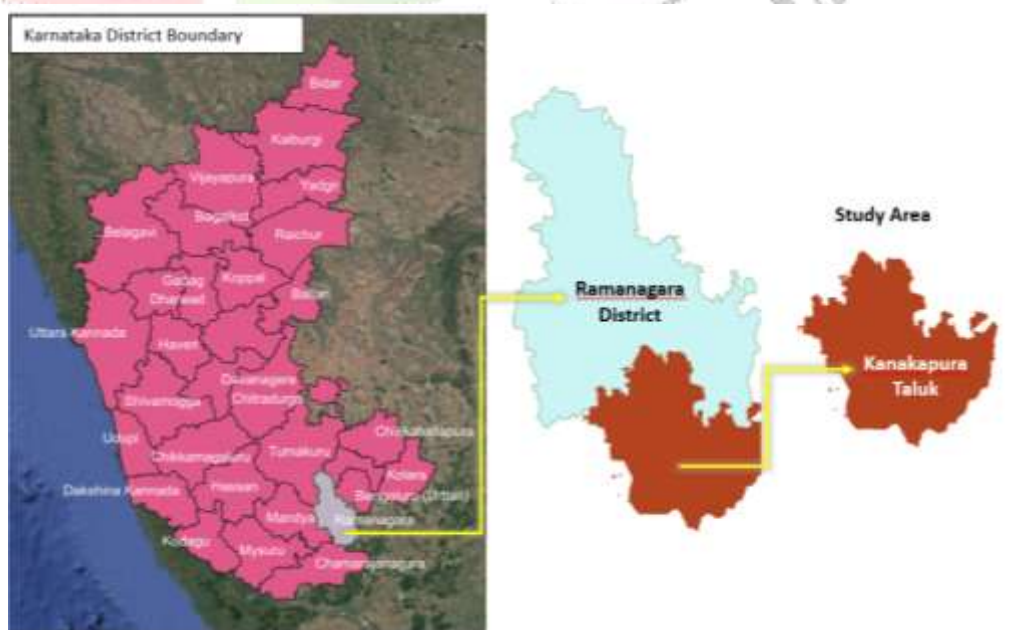 Karnataka District Boundary
Bidar
Kalburgi
Vijayapura
Yadgir
Bagalkot
Belagavi
Raichur
Gadag
Koppal
Dharwad
Ballari
Uttara Kannada
Haveri
Davanagere
Shivamogga
Chitradurga
Udupi
Chikkamagaluru
Tumakuru
Chikkaballapura
Kolara
Dakshina Kannada
Hassan
Bengaluru (Urban)
Mandya
Ramanagara
Kodagu
Mysuru
Chamarajanagara
Ramanagara
District
Study Area
Kanakapura
Taluk